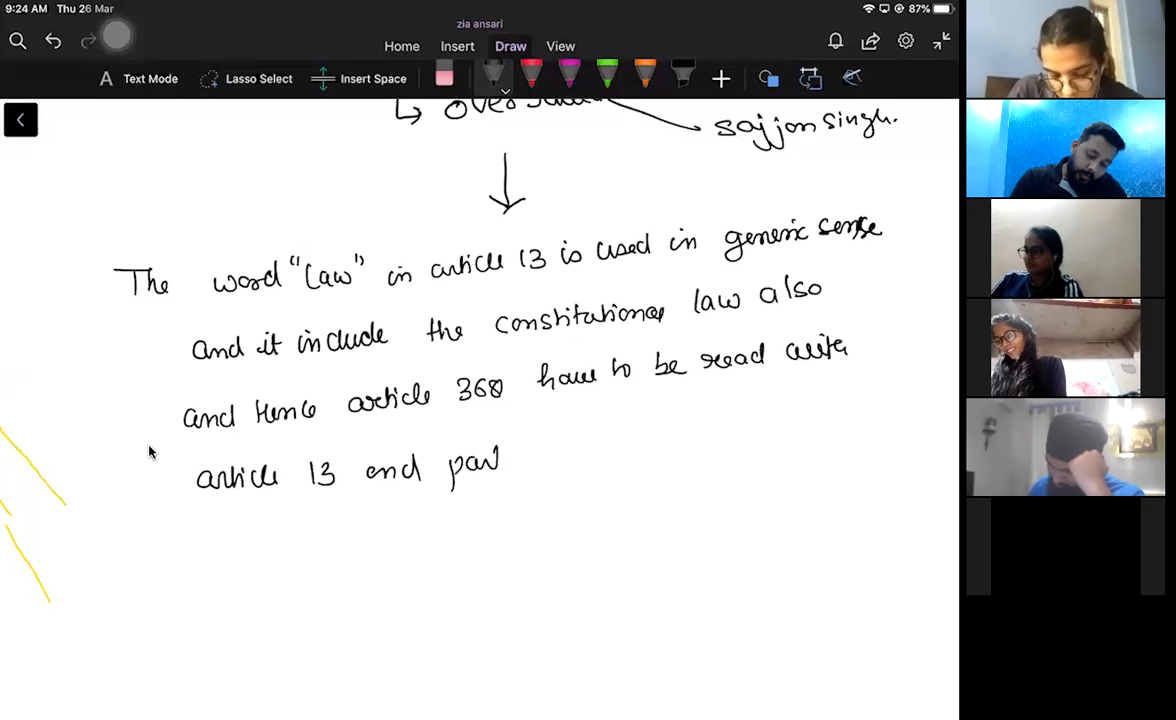 9:24 AM Thu 26 Mar
87%
zia ansari
Home Insert Draw View
Text Mode Lasso Select Insert Space
↳
sajjan singh.
The word "law" in article 13 is used in generic sense
and it include the constitutional law also
and Hence article 368 have to be read with
article 13 and par